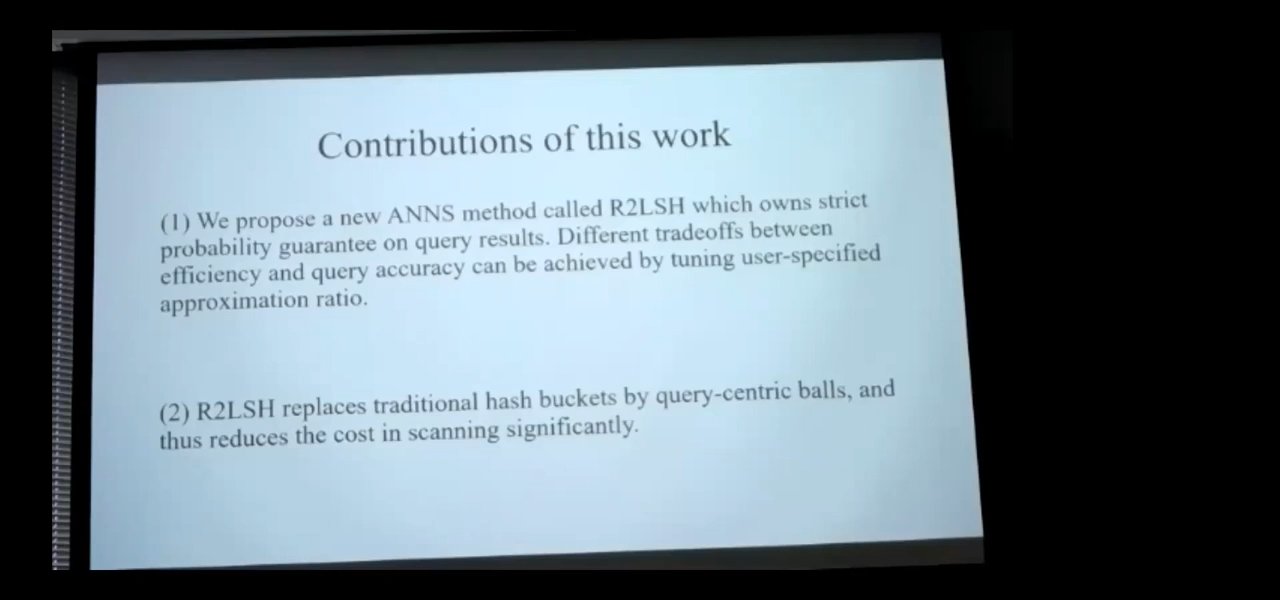 Contributions of this work
(1) We propose a new ANNS method called R2LSH which owns strict
probability guarantee on query results. Different tradeoffs between
efficiency and query accuracy can be achieved by tuning user-specified
approximation ratio.
(2) R2LSH replaces traditional hash buckets by query-centric balls, and
thus reduces the cost in scanning significantly.